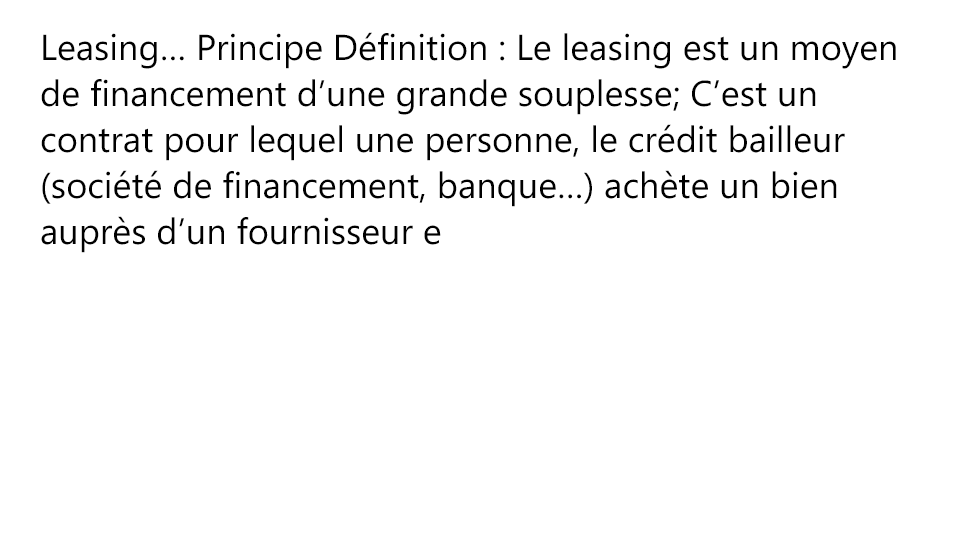 Leasing… Principe Définition : Le leasing est un moyen
de financement d’une grande souplesse; C’est un
contrat pour lequel une personne, le crédit bailleur
(société de financement, banque…) achète un bien
auprès d’un fournisseur e